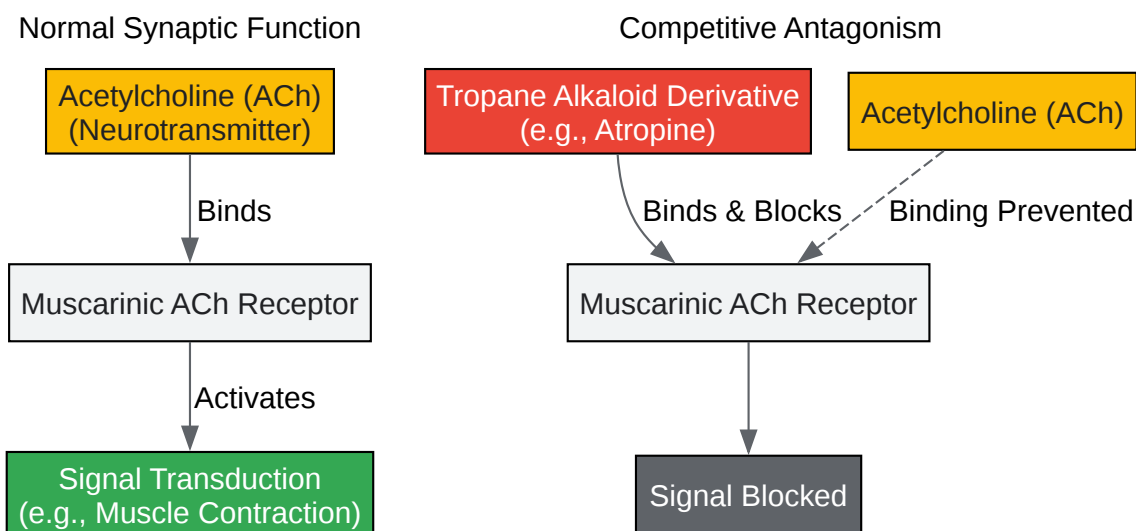 Normal Synaptic Function
Acetylcholine (ACh)
(Neurotransmitter)
Binds
Muscarinic ACh Receptor
Activates
Signal Transduction
(e.g., Muscle Contraction)
Competitive Antagonism
Tropane Alkaloid Derivative
(e.g., Atropine)
Acetylcholine (ACh)
Binds & Blocks
Binding Prevented
Muscarinic ACh Receptor
Signal Blocked